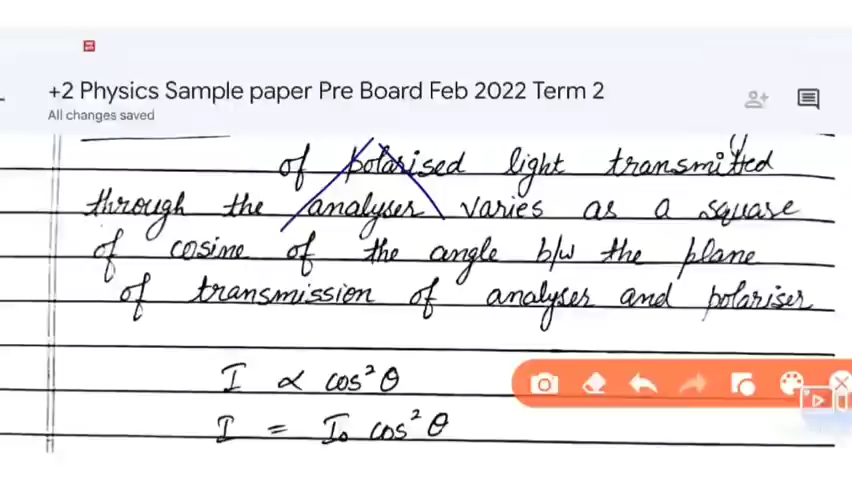 +2 Physics Sample paper Pre Board Feb 2022 Term 2
All changes saved
of polarised light transmitted
through the analyser varies as a square
of cosine of the angle b/w the plane
of transmission of analyser and polariser
I ∝ cos²θ
I = I₀ cos²θ